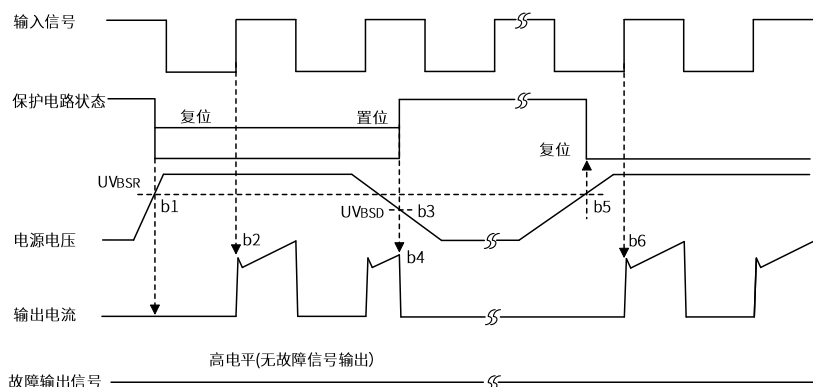 输入信号
保护电路状态
复位
置位
复位
UVBSR
b1
UVBSD
b3
b5
电源电压
b2
b4
b6
输出电流
高电平(无故障信号输出)
故障输出信号